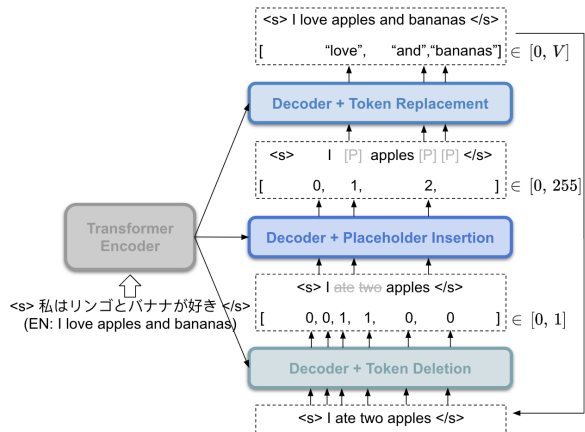 <s> I love apples and bananas </s>
[ “love”, “and”,“bananas”] ∈ [0, V]
Decoder + Token Replacement
<s> I [P] apples [P] [P] </s>
[ 0, 1, 2, ] ∈ [0, 255]
Transformer
Encoder
Decoder + Placeholder Insertion
<s> 私はリンゴとバナナが好き </s>
(EN: I love apples and bananas)
<s> I ate two apples </s>
[ 0, 0, 1, 1, 0, 0 ] ∈ [0, 1]
Decoder + Token Deletion
<s> I ate two apples </s>